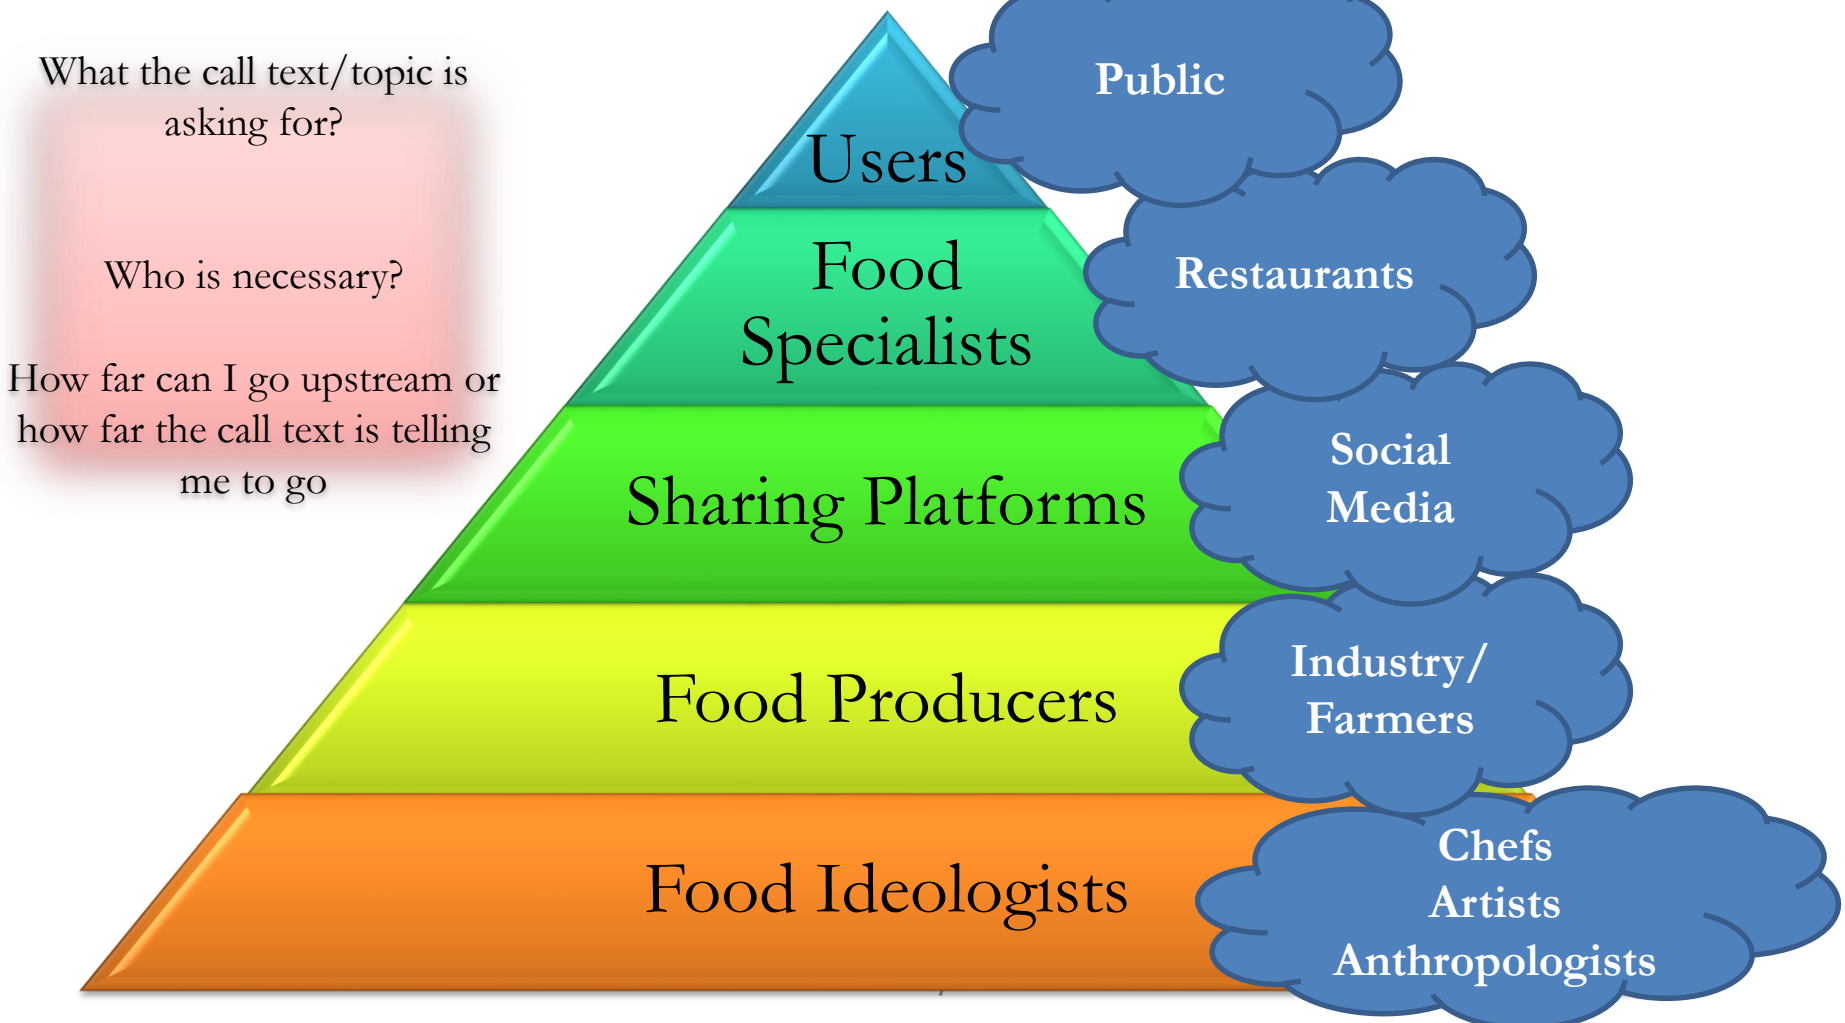 What the call text/topic is
asking for?
Who is necessary?
How far can I go upstream or
how far the call text is telling
me to go
Users
Public
Food
Specialists
Restaurants
Sharing Platforms
Social
Media
Food Producers
Industry/
Farmers
Food Ideologists
Chefs
Artists
Anthropologists